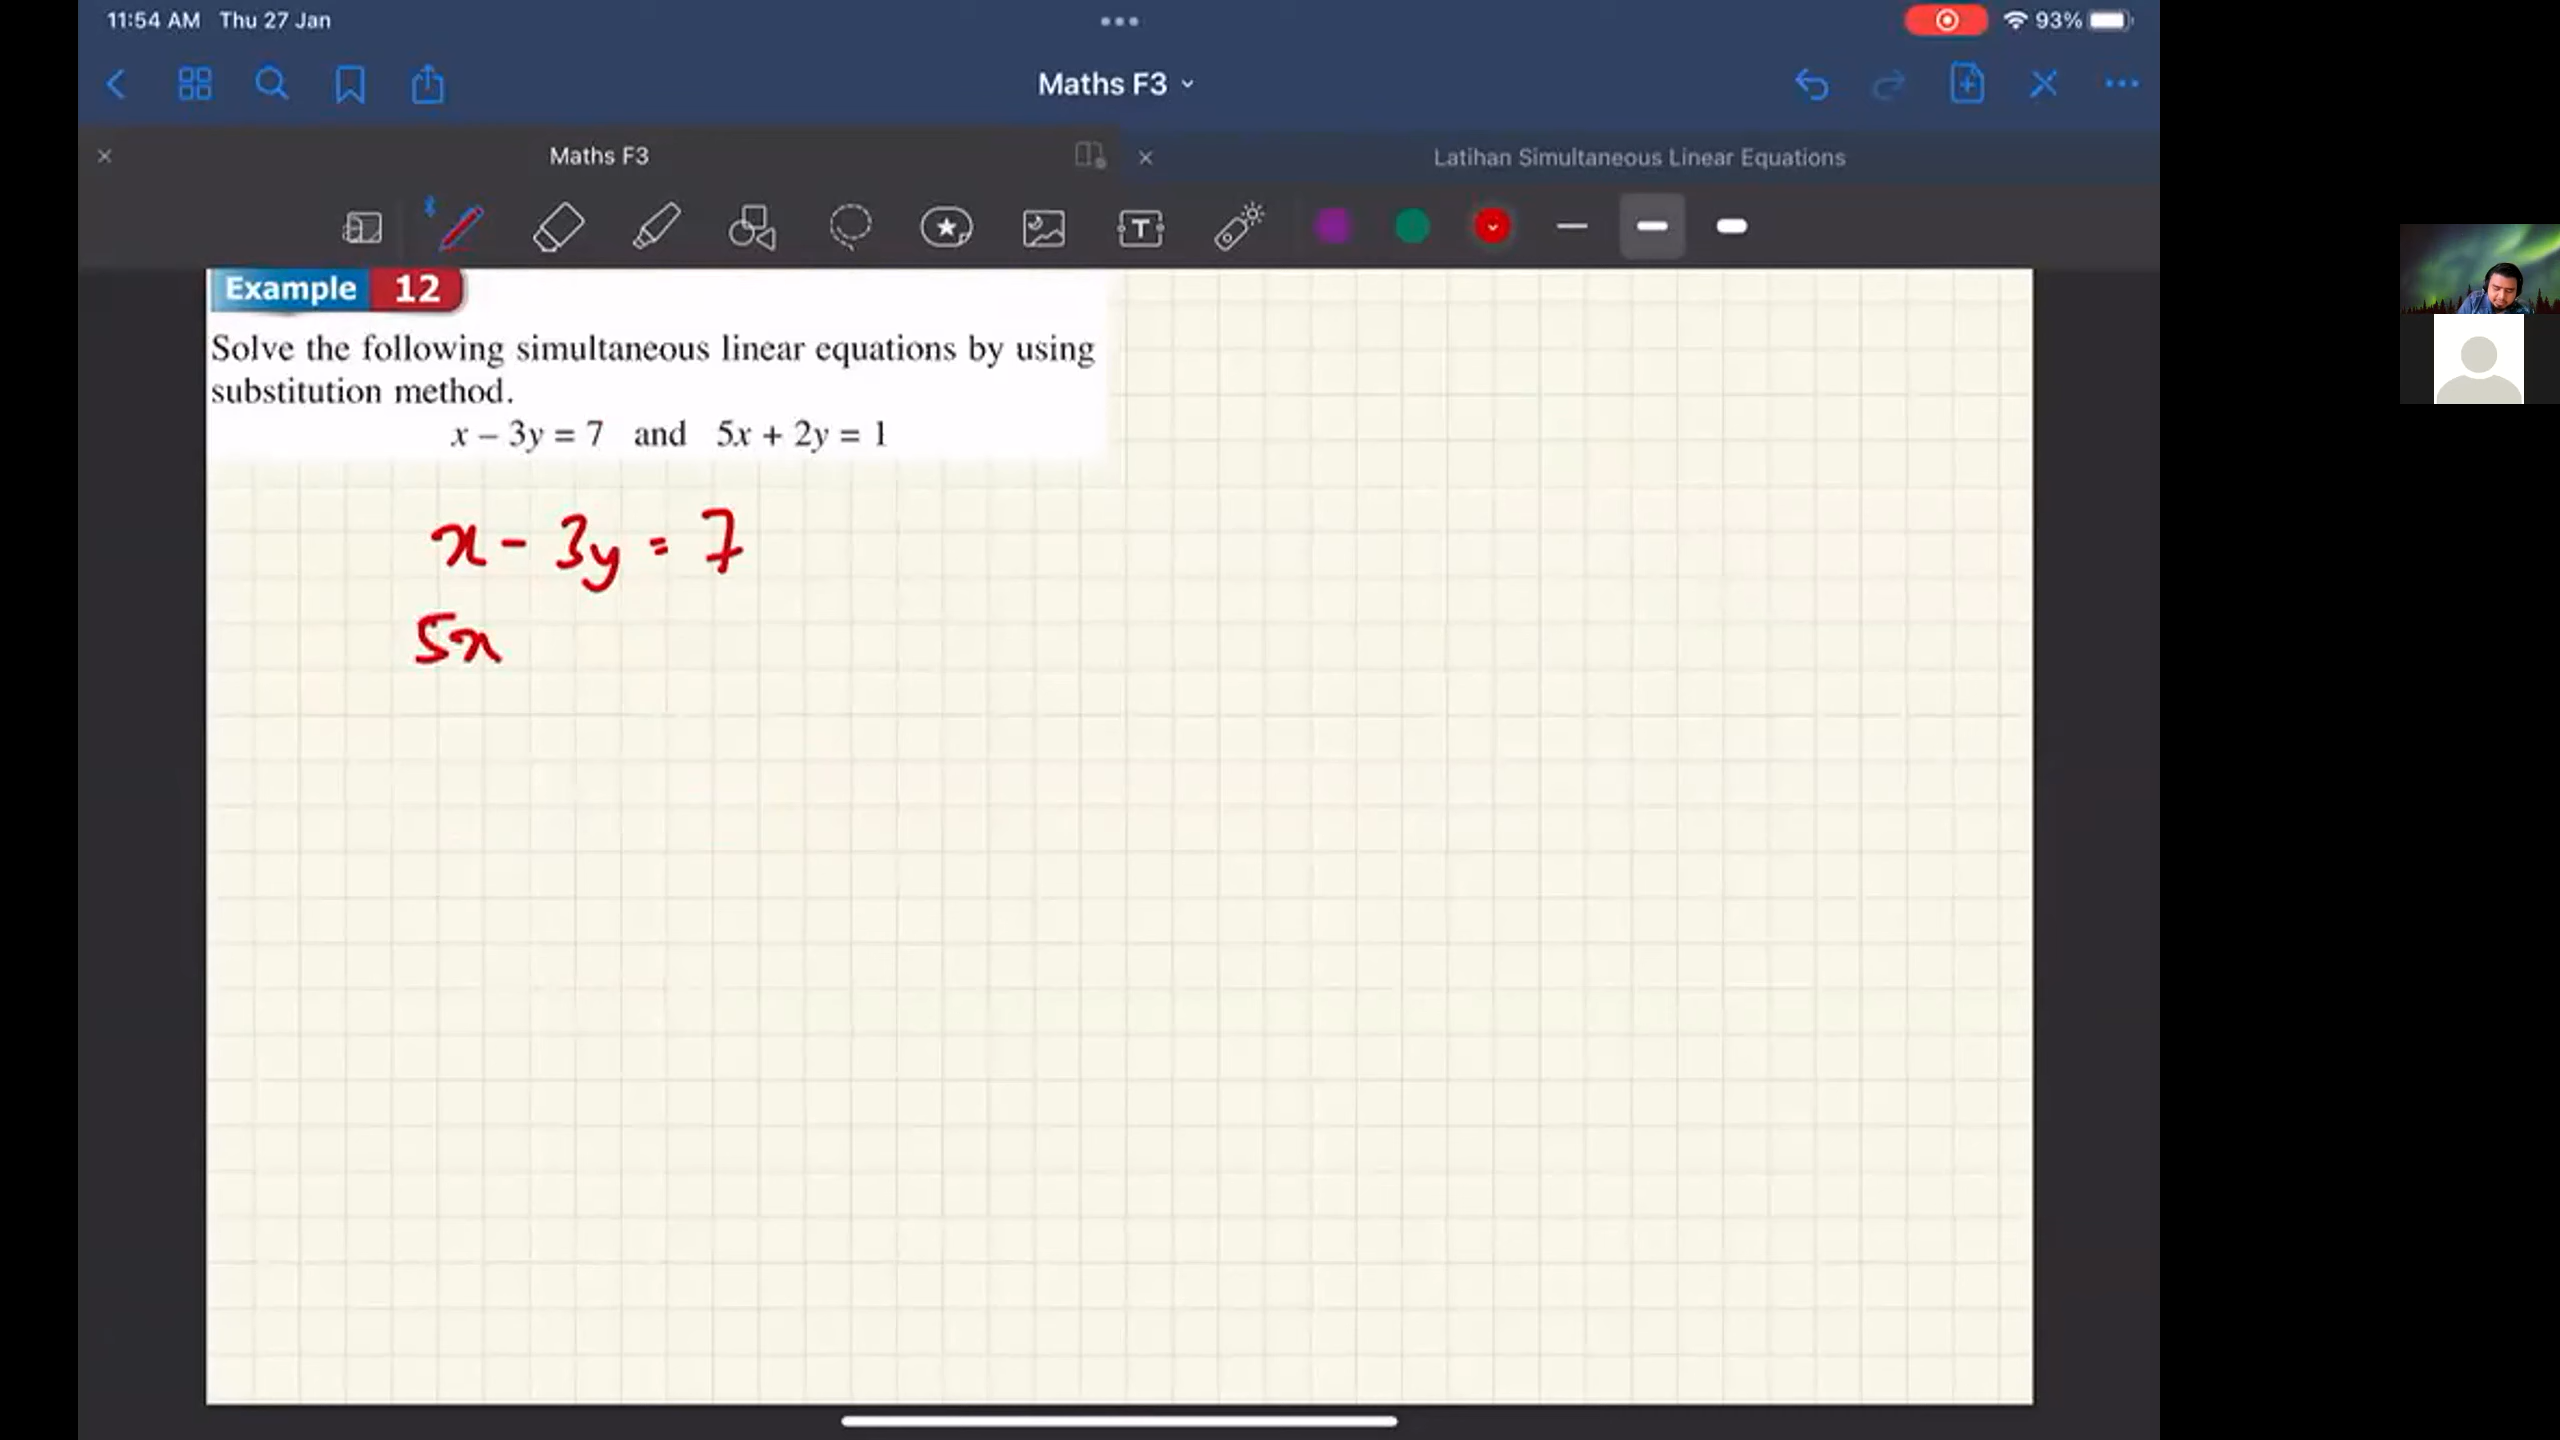 11:54 AM Thu 27 Jan
93%
Maths F3
Maths F3
Latihan Simultaneous Linear Equations
T
Example 12
Solve the following simultaneous linear equations by using
substitution method.
x – 3y = 7 and 5x + 2y = 1
x - 3y = 7
5x